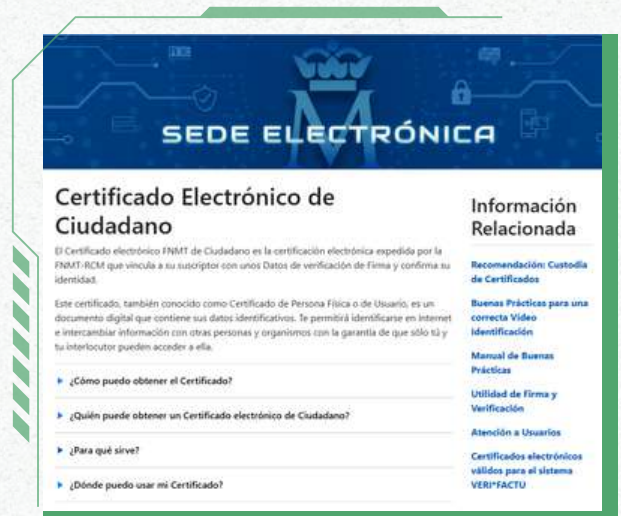 SEDE ELECTRÓNICA
Certificado Electrónico de
Ciudadano
El Certificado electrónico FNMT de Ciudadano es la certificación electrónica expedida por la
FNMT-RCM que vincula a su suscriptor con unos Datos de verificación de Firma y confirma su
identidad.
Este certificado, también conocido como Certificado de Persona Física o de Usuario, es un
documento digital que contiene sus datos identificativos. Te permitirá identificarse en Internet
e intercambiar información con otras personas y organismos con la garantía de que sólo tú y
tu interlocutor pueden acceder a ella.
¿Cómo puedo obtener el Certificado?
¿Quién puede obtener un Certificado electrónico de Ciudadano?
¿Para qué sirve?
¿Dónde puedo usar mi Certificado?
Información
Relacionada
Recomendación: Custodia
de Certificados
Buenas Prácticas para una
correcta Vídeo
Identificación
Manual de Buenas
Prácticas
Utilidad de Firma y
Verificación
Atención a Usuarios
Certificados electrónicos
válidos para el sistema
VERI*FACTU